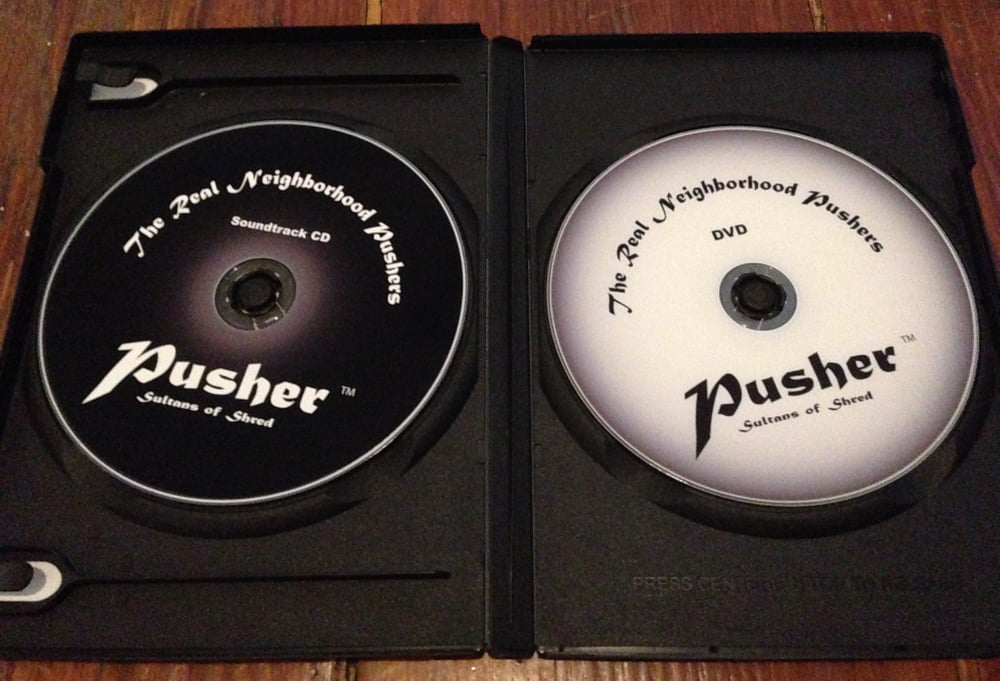 The Real Neighborhood Pushers
Soundtrack CD
Pusher TM
Sultans of Shred
The Real Neighborhood Pushers
DVD
Pusher TM
Sultans of Shred
PRESS